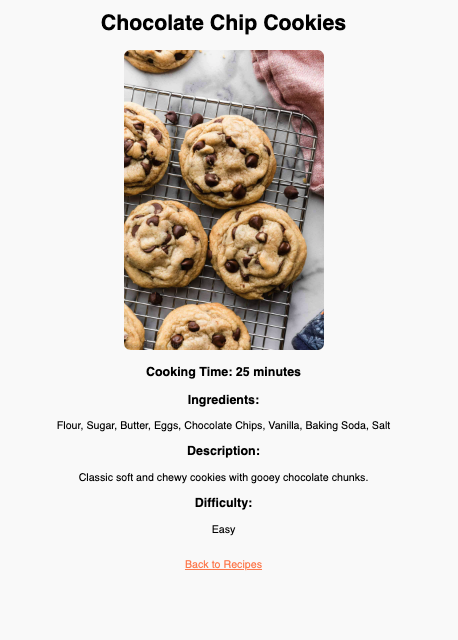 Chocolate Chip Cookies
Cooking Time: 25 minutes
Ingredients:
Flour, Sugar, Butter, Eggs, Chocolate Chips, Vanilla, Baking Soda, Salt
Description:
Classic soft and chewy cookies with gooey chocolate chunks.
Difficulty:
Easy
Back to Recipes